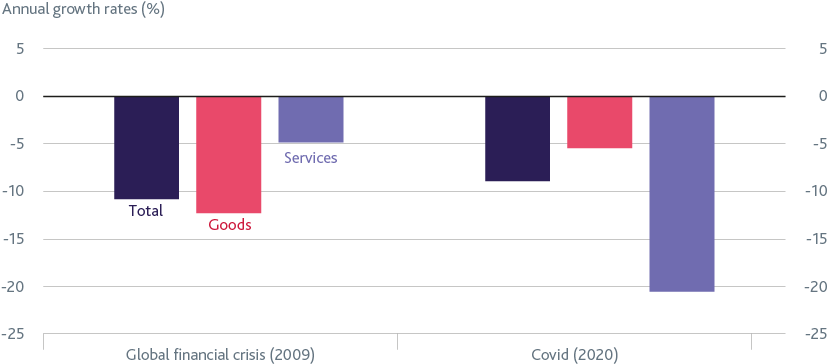 Annual growth rates (%)
5 5
0 0
-5 -5
Services
-10 -10
Total
Goods
-15 -15
-20 -20
-25 -25
Global financial crisis (2009) Covid (2020)